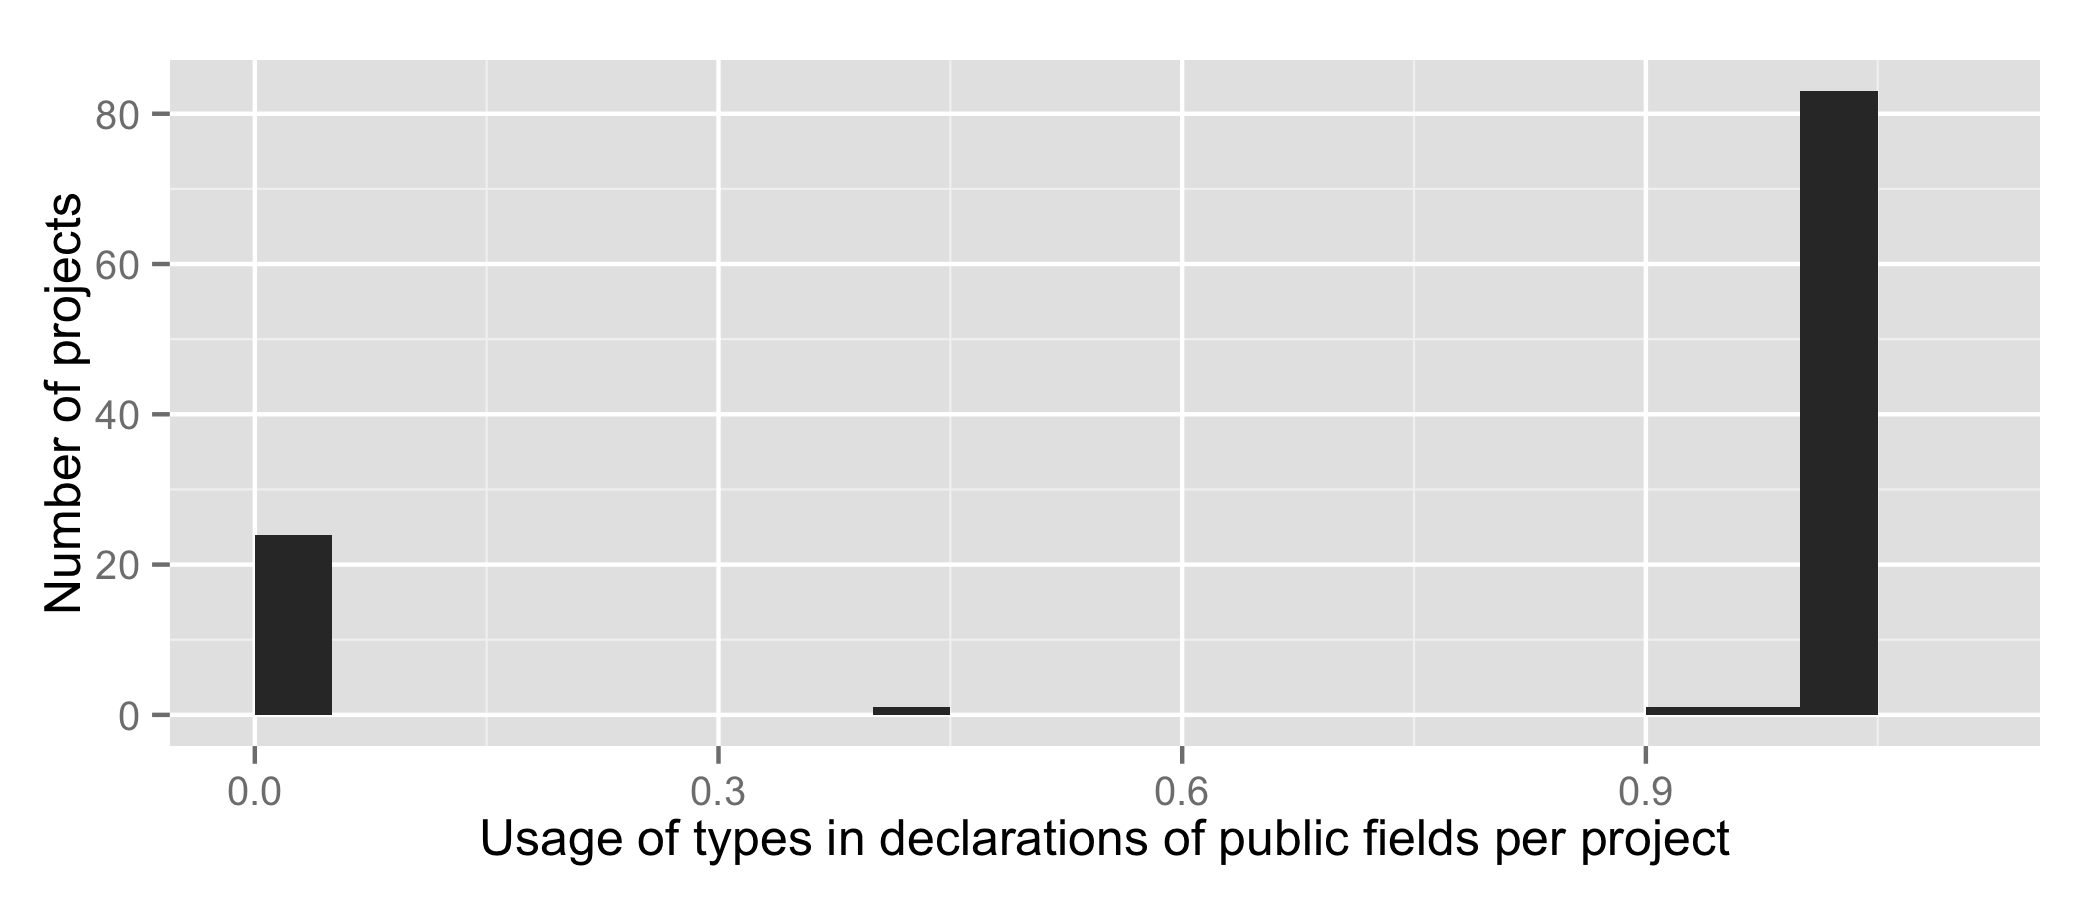 Number of projects
80
60
40
20
0
0.0 0.3 0.6 0.9
Usage of types in declarations of public fields per project